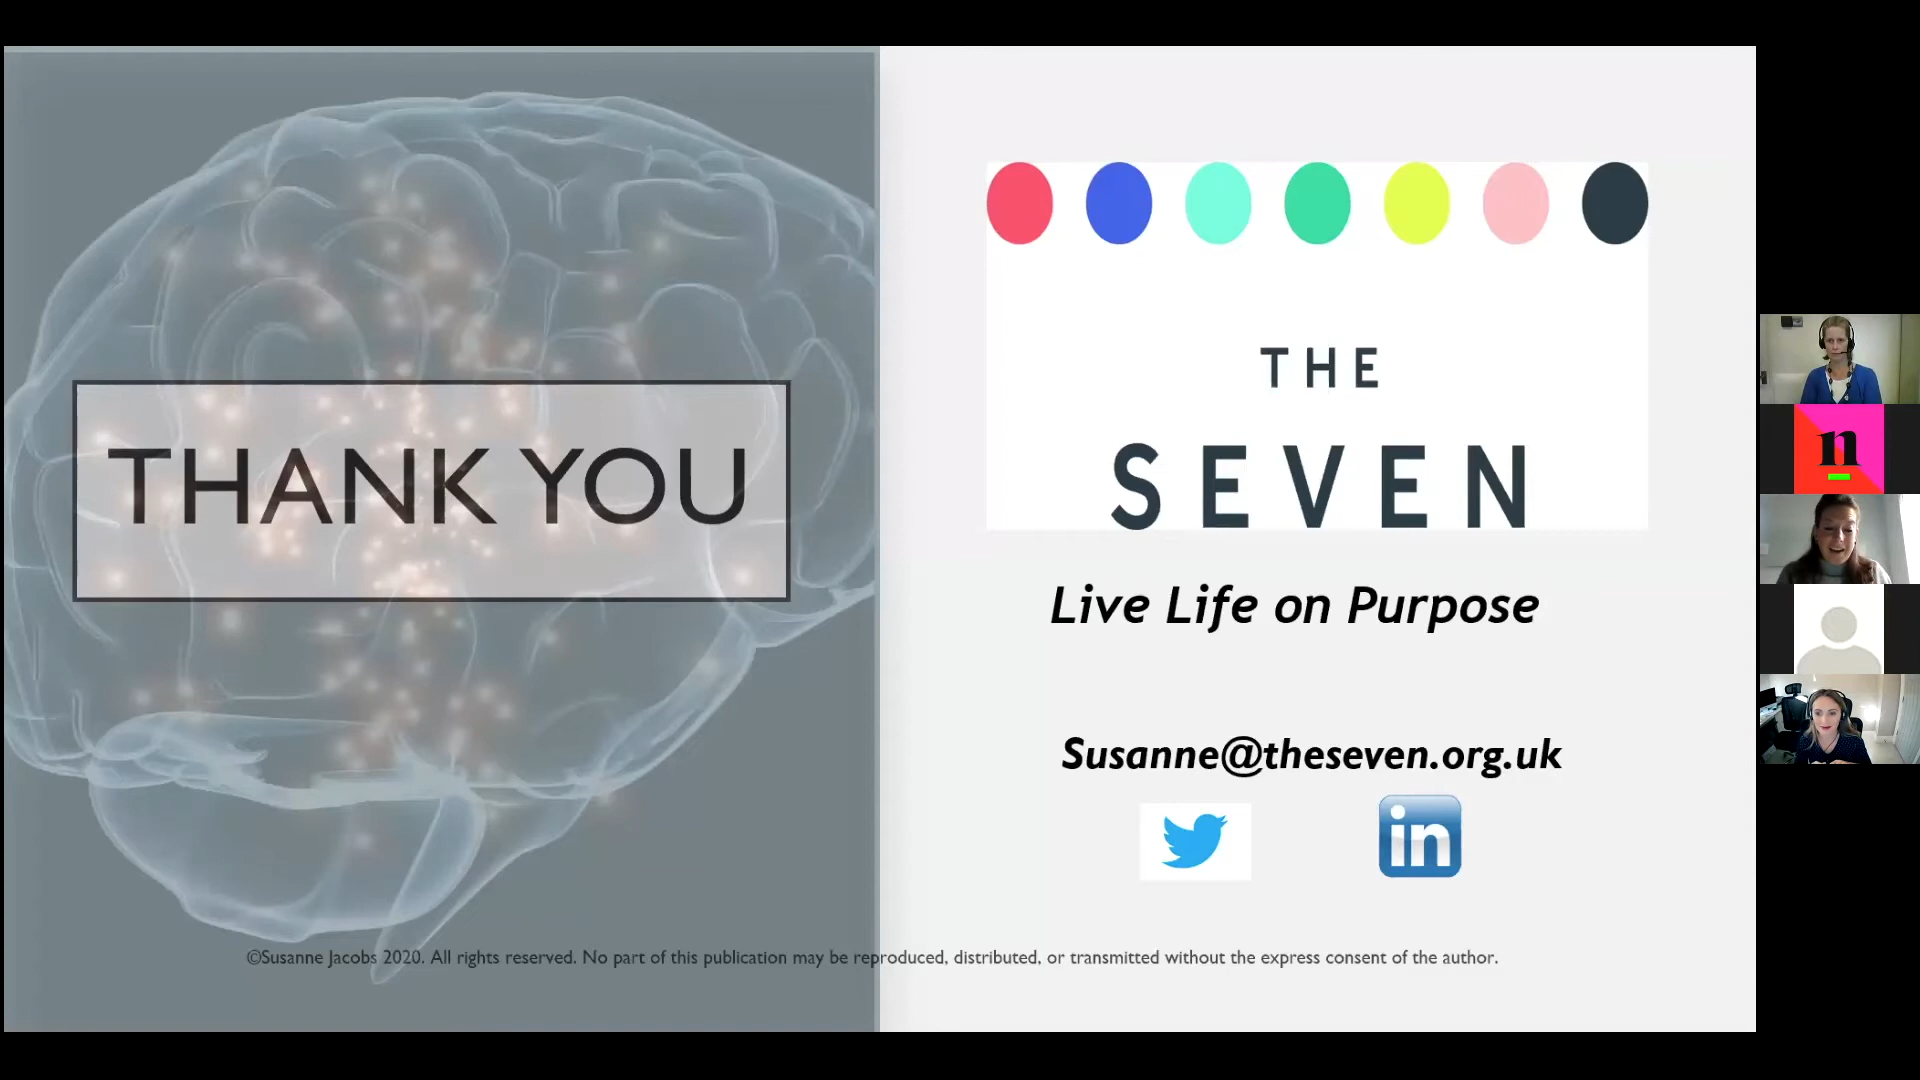 THANK YOU
THE
SEVEN
Live Life on Purpose
Susanne@theseven.org.uk
in
©Susanne Jacobs 2020. All rights reserved. No part of this publication may be reproduced, distributed, or transmitted without the express consent of the author.
n